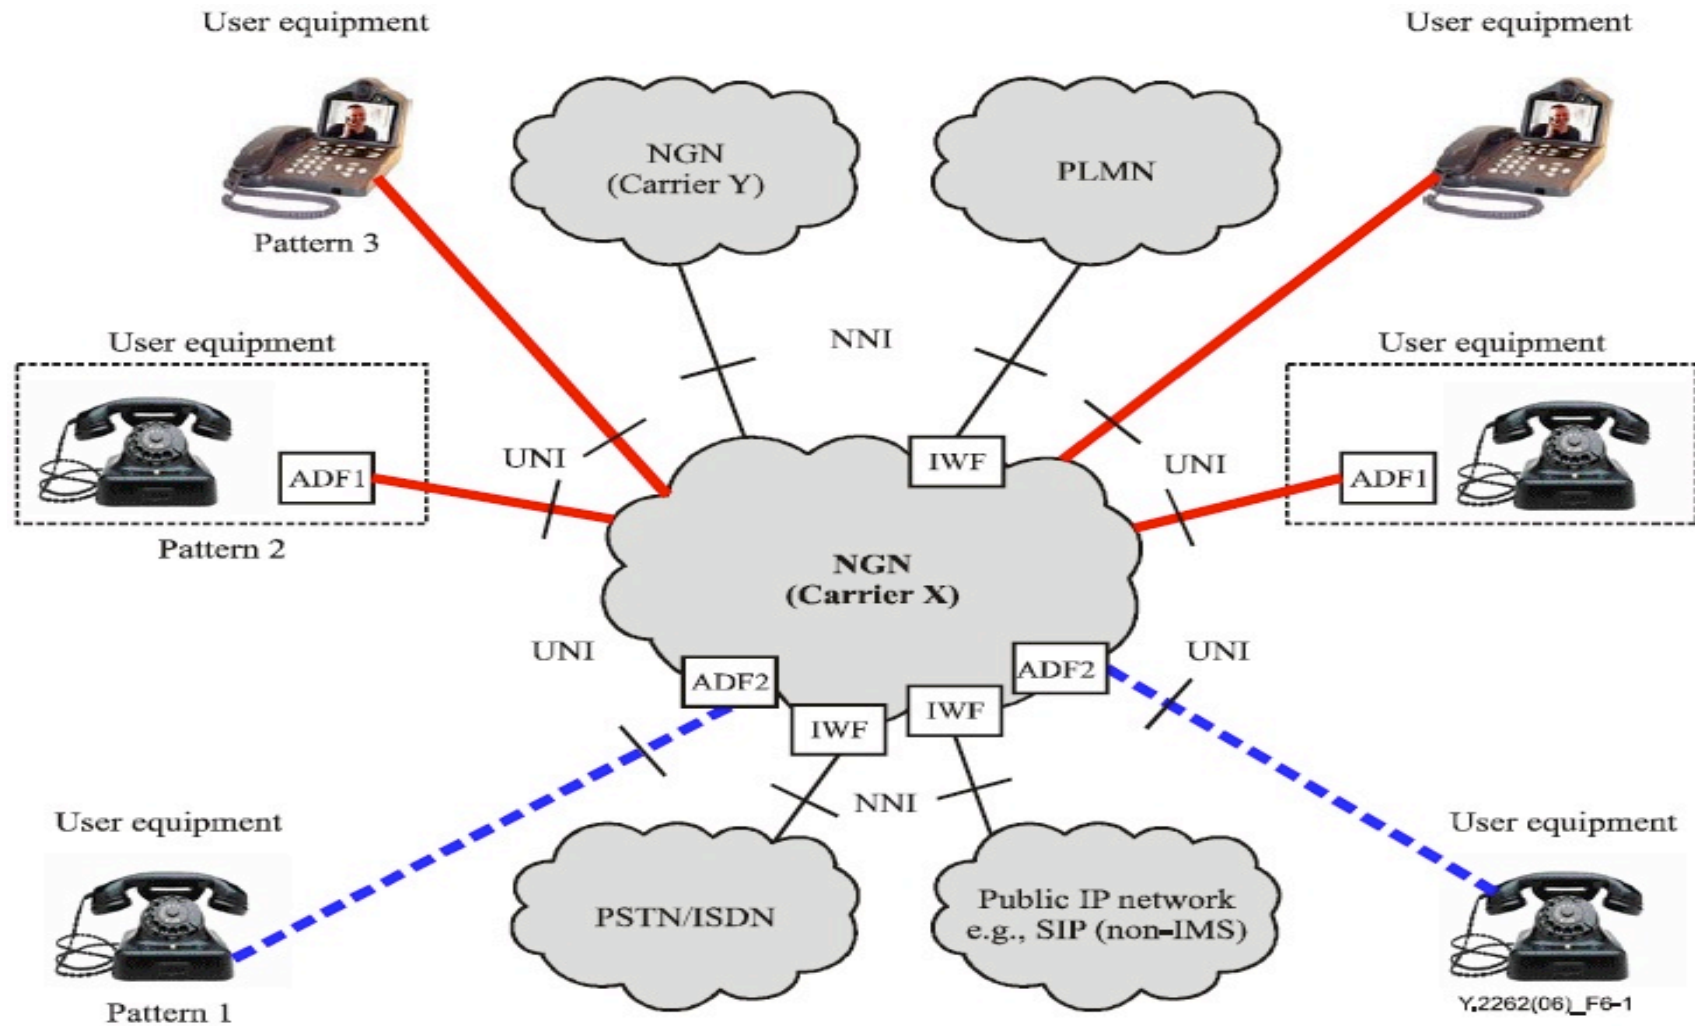 User equipment
User equipment
NGN
(Carrier Y)
PLMN
Pattern 3
User equipment
NNI
User equipment
UNI
IWF
UNI
ADF1
ADF1
Pattern 2
NGN
(Carrier X)
UNI
UNI
ADF2
ADF2
IWF
IWF
NNI
User equipment
User equipment
PSTN/ISDN
Public IP network
e.g., SIP (non-IMS)
Pattern 1
Y.2262(06)_F6-1